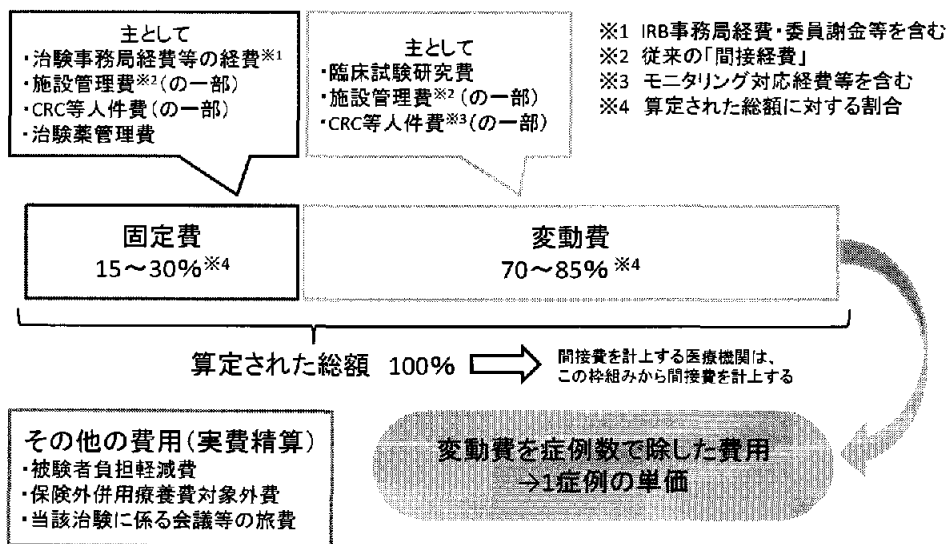 主として
・治験事務局経費等の経費※1
・施設管理費※2(の一部)
・CRC等人件費(の一部)
・治験薬管理費
主として
・臨床試験研究費
・施設管理費※2(の一部)
・CRC等人件費※3(の一部)
※1 IRB事務局経費・委員謝金等を含む
※2 従来の「間接経費」
※3 モニタリング対応経費等を含む
※4 算定された総額に対する割合
固定費
15~30%※4
変動費
70~85%※4
算定された総額 100%
間接費を計上する医療機関は、
この枠組みから間接費を計上する
その他の費用(実費精算)
・被験者負担軽減費
・保険外併用療養費対象外費
・当該治験に係る会議等の旅費
変動費を症例数で除した費用
→1症例の単価